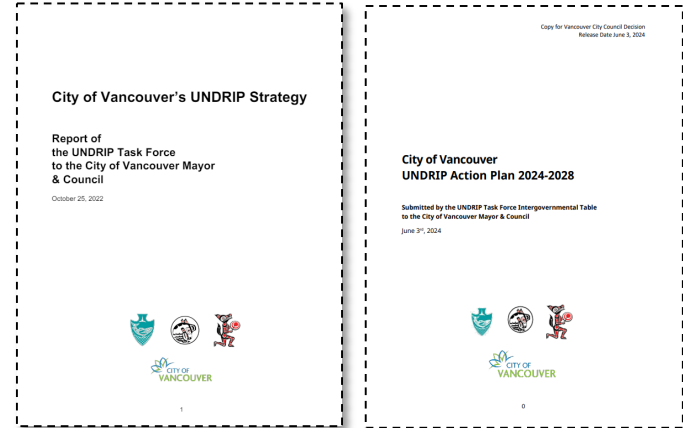 City of Vancouver's UNDRIP Strategy
Report of
the UNDRIP Task Force
to the City of Vancouver Mayor
& Council
October 25, 2022
CITY OF
VANCOUVER
1
Copy for Vancouver City Council Decision
Release Date June 3, 2024
City of Vancouver
UNDRIP Action Plan 2024-2028
Submitted by the UNDRIP Task Force Intergovernmental Table
to the City of Vancouver Mayor & Council
June 3rd, 2024
CITY OF
VANCOUVER
0